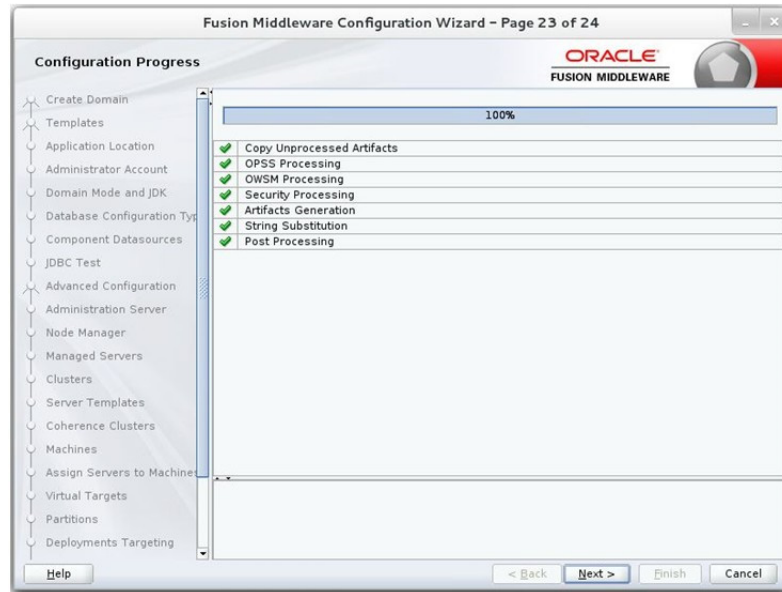 Fusion Middleware Configuration Wizard - Page 23 of 24
Configuration Progress
ORACLE
FUSION MIDDLEWARE
Create Domain
Templates
Application Location
Administrator Account
Domain Mode and JDK
Database Configuration Typ
Component Datasources
JDBC Test
Advanced Configuration
Administration Server
Node Manager
Managed Servers
Clusters
Server Templates
Coherence Clusters
Machines
Assign Servers to Machines
Virtual Targets
Partitions
Deployments Targeting
100%
Copy Unprocessed Artifacts
OPSS Processing
OWSM Processing
Security Processing
Artifacts Generation
String Substitution
Post Processing
Help
< Back
Next >
Finish
Cancel